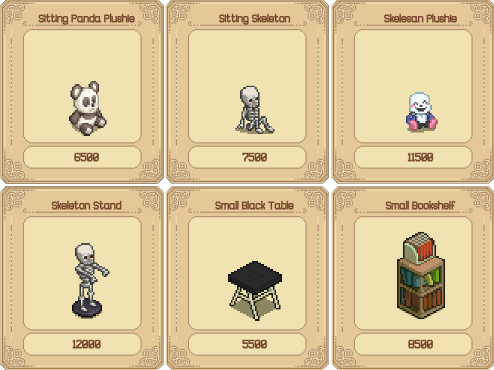 Sitting Panda Plushie
Sitting Skeleton
Skelesan Plushie
6500
7500
11500
Skeleton Stand
Small Black Table
Small Bookshelf
12000
5500
8500